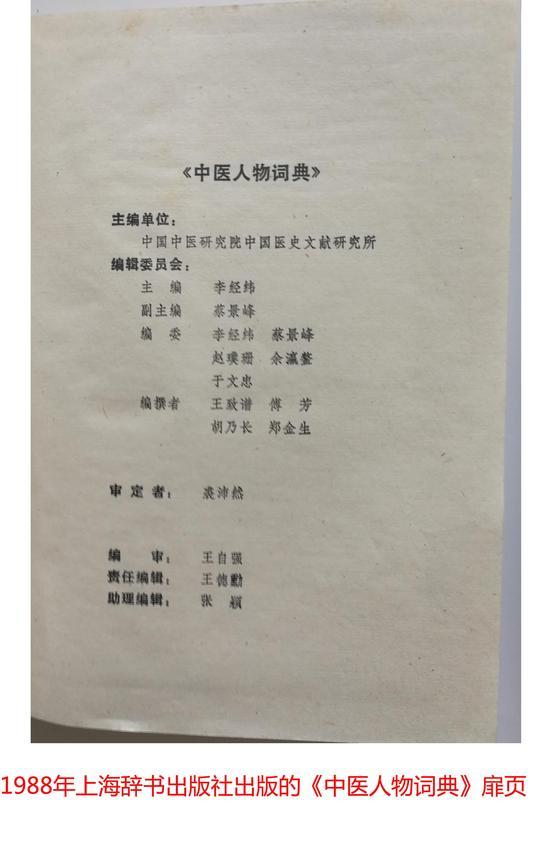 《中医人物词典》
主编单位：
中国中医研究院中国医史文献研究所
编辑委员会：
主 编 李经纬
副主编 蔡景峰
编 委 李经纬 蔡景峰
赵璞珊 余瀛鳌
于文忠
编撰者 王致谱 傅 芳
胡乃长 郑金生
审定者： 裘沛然
编 审： 王自强
责任编辑： 王德勳
助理编辑： 张 颖
1988年上海辞书出版社出版的《中医人物词典》扉页